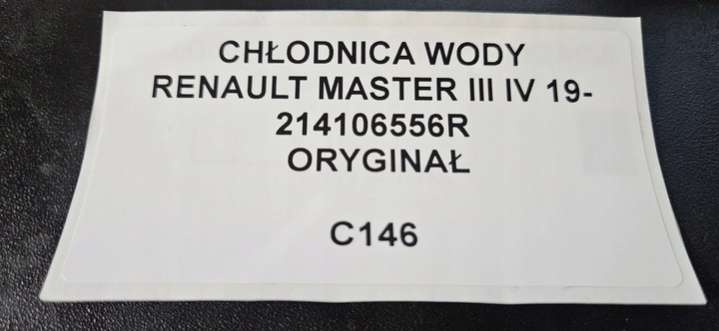 CHŁODNICA WODY
RENAULT MASTER III IV 19-
214106556R
ORYGINAŁ
C146